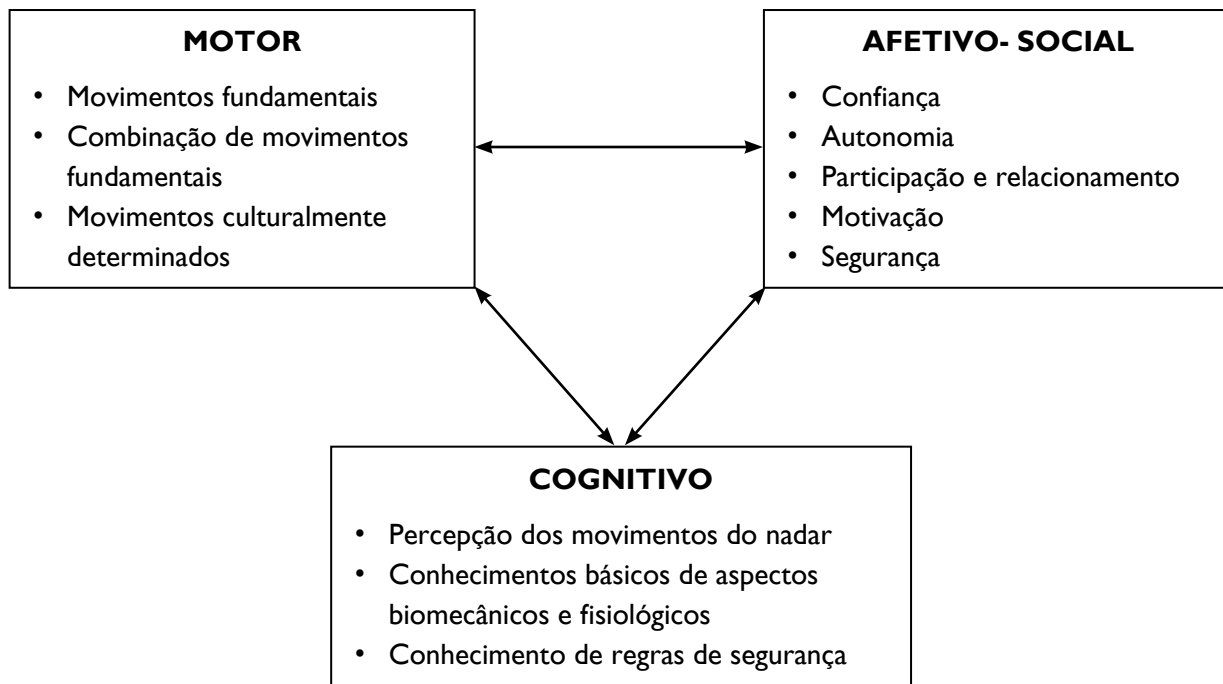 MOTOR
• Movimentos fundamentais
• Combinação de movimentos
fundamentais
• Movimentos culturalmente
determinados
AFETIVO- SOCIAL
• Confiança
• Autonomia
• Participação e relacionamento
• Motivação
• Segurança
COGNITIVO
• Percepção dos movimentos do nadar
• Conhecimentos básicos de aspectos
biomecânicos e fisiológicos
• Conhecimento de regras de segurança